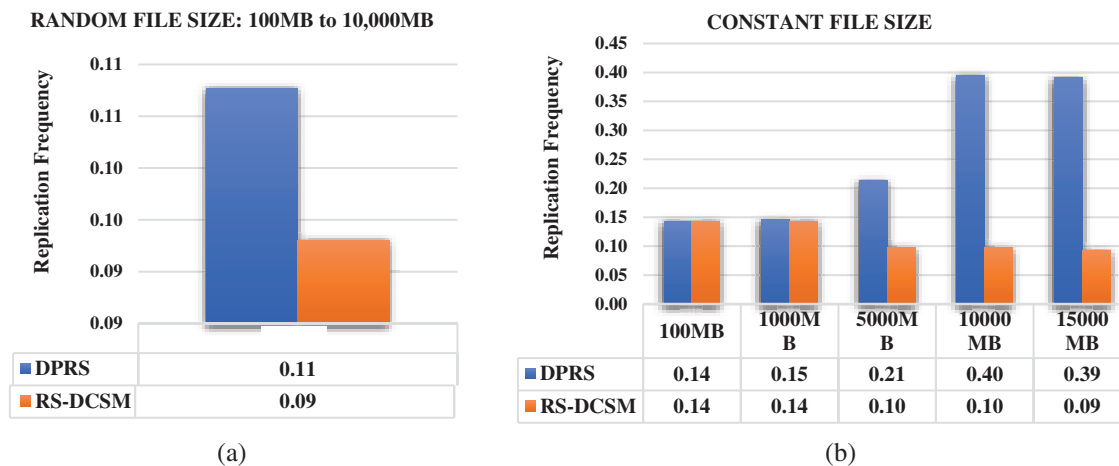 RANDOM FILE SIZE: 100MB to 10,000MB
Replication Frequency
0.11
0.11
0.10
0.10
0.09
0.09
DPRS 0.11
RS-DCSM 0.09
(a)
CONSTANT FILE SIZE
Replication Frequency
0.45
0.40
0.35
0.30
0.25
0.20
0.15
0.10
0.05
0.00
100MB 1000M 5000M 10000 15000
B B MB MB
DPRS 0.14 0.15 0.21 0.40 0.39
RS-DCSM 0.14 0.14 0.10 0.10 0.09
(b)